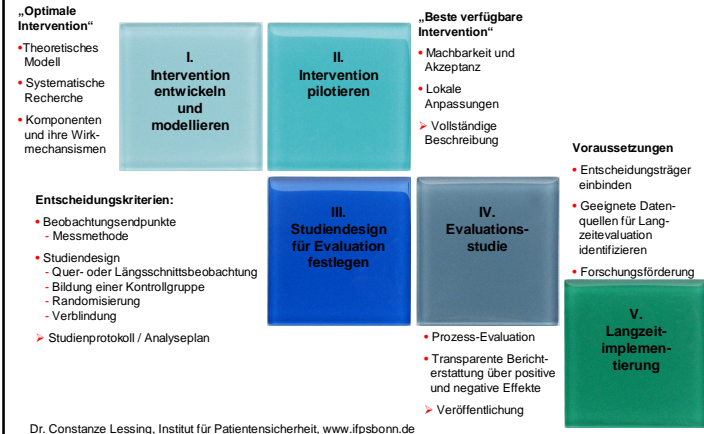 „Optimale
Intervention“
•Theoretisches
Modell
• Systematische
Recherche
• Komponenten
und ihre Wirk-
mechansismen
I.
Intervention
entwickeln
und
modellieren
II.
Intervention
pilotieren
„Beste verfügbare
Intervention“
• Machbarkeit und
Akzeptanz
• Lokale
Anpassungen
➢ Vollständige
Beschreibung
Entscheidungskriterien:
• Beobachtungsendpunkte
- Messmethode
• Studiendesign
- Quer- oder Längsschnittsbeobachtung
- Bildung einer Kontrollgruppe
- Randomisierung
- Verblindung
➢ Studienprotokoll / Analyseplan
III.
Studiendesign
für Evaluation
festlegen
IV.
Evaluations-
studie
• Prozess-Evaluation
• Transparente Bericht-
erstattung über positive
und negative Effekte
➢ Veröffentlichung
Voraussetzungen
• Entscheidungsträger
einbinden
• Geeignete Daten-
quellen für Lang-
zeitevaluation
identifizieren
• Forschungsförderung
V.
Langzeit-
implemen-
tierung
Dr. Constanze Lessing, Institut für Patientensicherheit, www.ifpsbonn.de